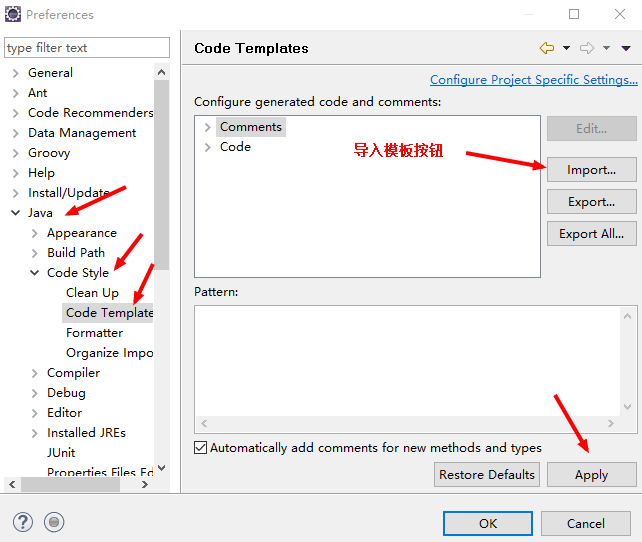 Preferences
type filter text
General
Ant
Code Recommenders
Data Management
Groovy
Help
Install/Update
Java
Appearance
Build Path
Code Style
Clean Up
Code Template
Formatter
Organize Impo
Compiler
Debug
Editor
Installed JREs
JUnit
Properties Files Ed
Code Templates
Configure Project Specific Settings...
Configure generated code and comments:
Comments
Code
导入模板按钮
Edit...
Import...
Export...
Export All...
Pattern:
Automatically add comments for new methods and types
Restore Defaults
Apply
?
OK
Cancel